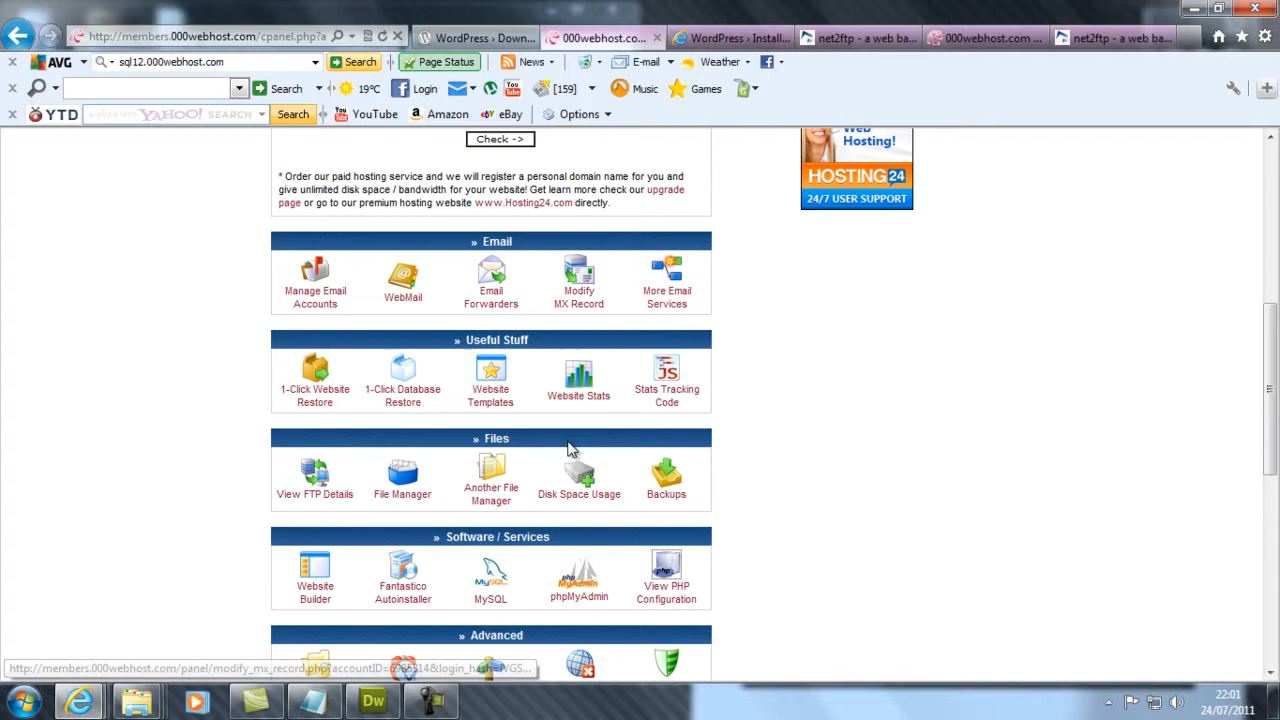 http://members.000webhost.com/cpanel.php?a
WordPress › Down...
000webhost.co...
WordPress › Install...
net2ftp - a web ba...
000webhost.com ...
net2ftp - a web ba...
AVG
sql12.000webhost.com
Search
Page Status
News
E-mail
Weather
Search
19°C
Login
[159]
Music
Games
YTD
YAHOO! SEARCH
Search
YouTube
Amazon
eBay
Options
Check ->
Web
Hosting!
HOSTING 24
24/7 USER SUPPORT
* Order our paid hosting service and we will register a personal domain name for you and
give unlimited disk space / bandwidth for your website! Get learn more check our upgrade
page or go to our premium hosting website www.Hosting24.com directly.
» Email
Manage Email Accounts
WebMail
Email Forwarders
Modify MX Record
More Email Services
» Useful Stuff
1-Click Website Restore
1-Click Database Restore
Website Templates
Website Stats
Stats Tracking Code
» Files
View FTP Details
File Manager
Another File Manager
Disk Space Usage
Backups
» Software / Services
Website Builder
Fantastico Autoinstaller
MySQL
phpMyAdmin
View PHP Configuration
» Advanced
22:01
24/07/2011